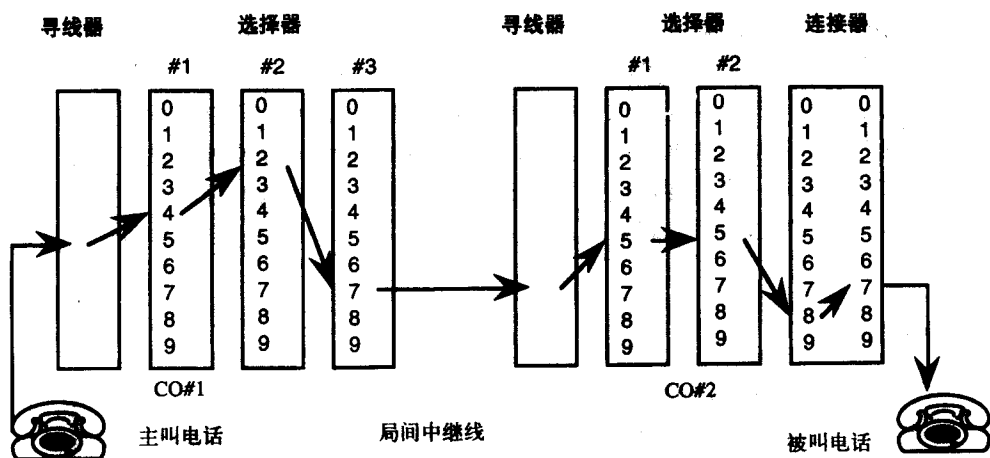 寻线器 选择器 寻线器 选择器 连接器
#1 #2 #3 #1 #2
0 0 0 0 0 0 0
1 1 1 1 1 1 1
2 2 2 2 2 2 2
3 3 3 3 3 3 3
4 4 4 4 4 4 4
5 5 5 5 5 5 5
6 6 6 6 6 6 6
7 7 7 7 7 7 7
8 8 8 8 8 8 8
9 9 9 9 9 9 9
CO#1 CO#2
主叫电话 局间中继线 被叫电话